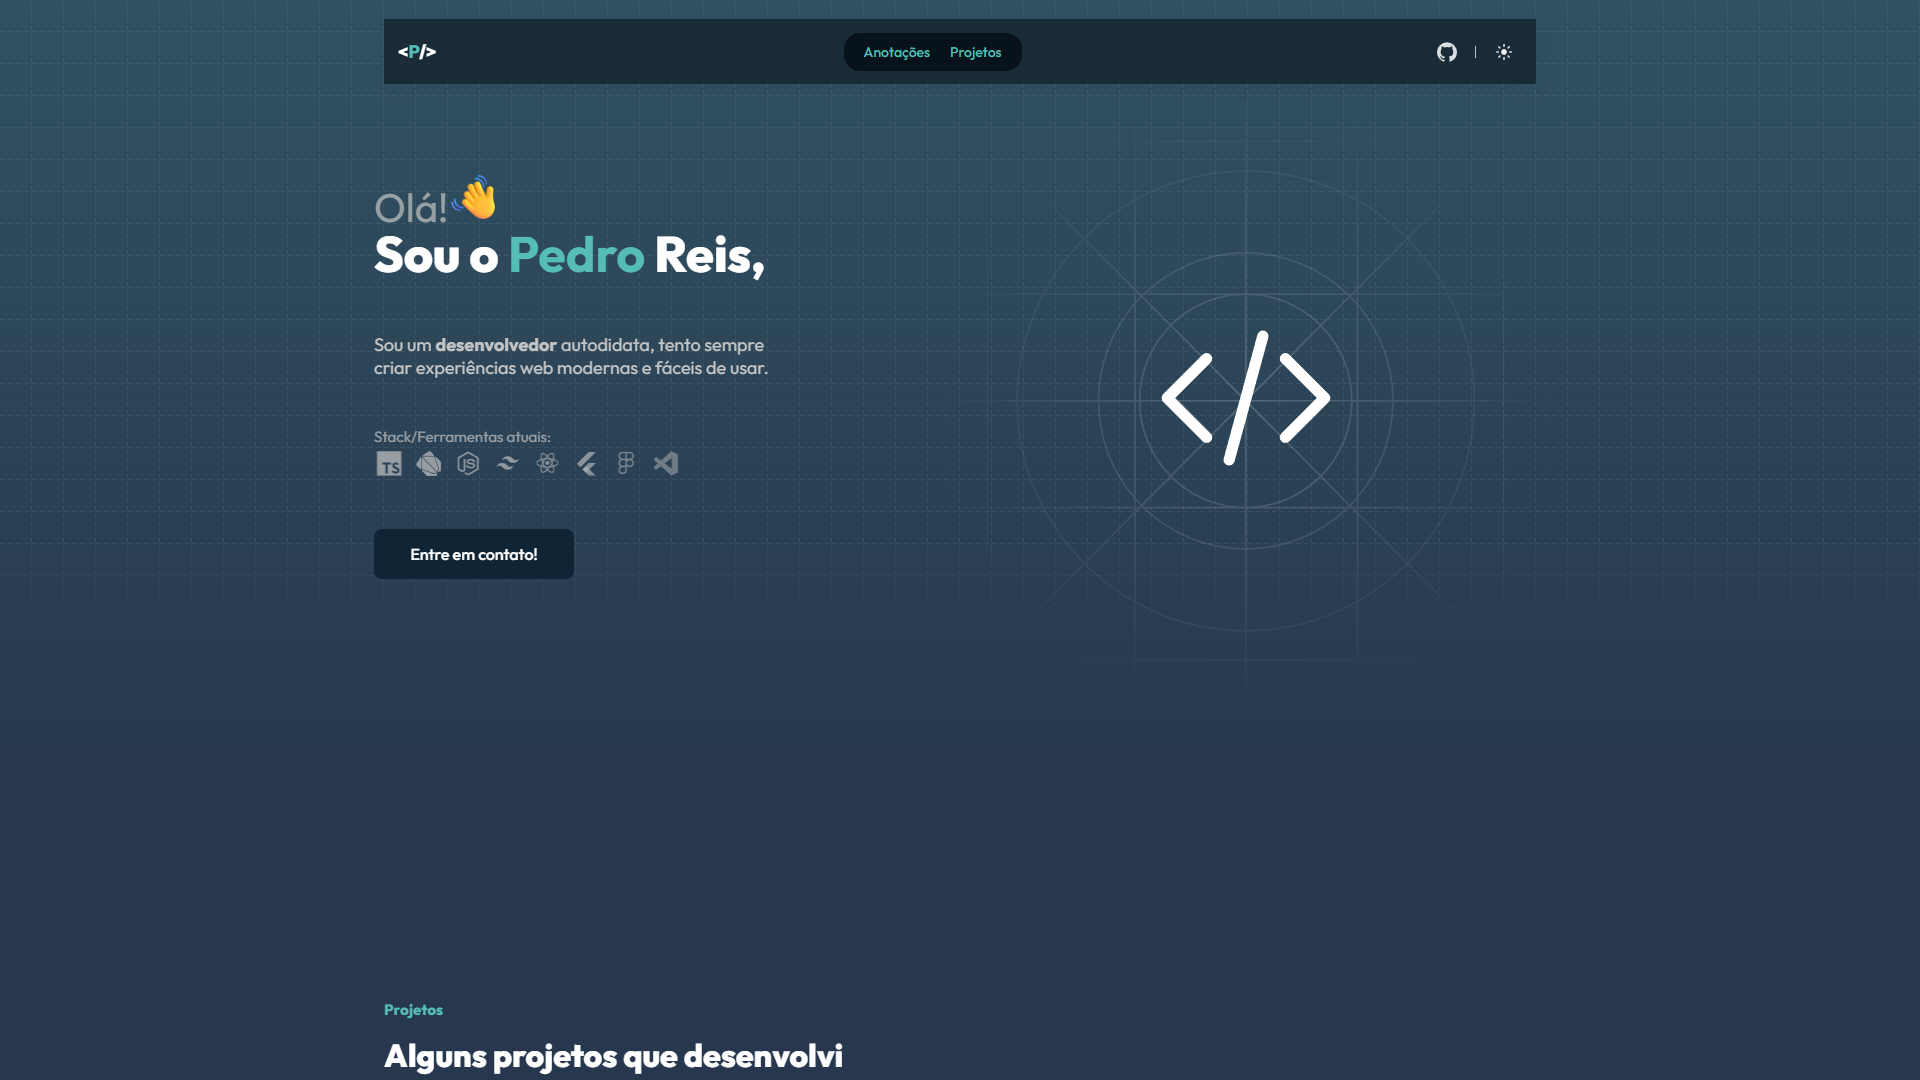 <P/>
Anotações Projetos
Olá!
Sou o Pedro Reis,
Sou um desenvolvedor autodidata, tento sempre
criar experiências web modernas e fáceis de usar.
Stack/Ferramentas atuais:
TS JS
Entre em contato!
</>
Projetos
Alguns projetos que desenvolvi